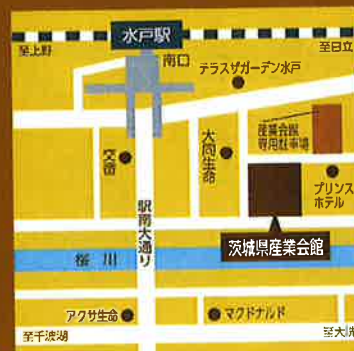 水戸駅
至上野
至日立
南口
テラスザガーデン水戸
産業会館
専用駐車場
交番
大同生命
プリンス
ホテル
駅南大通り
茨城県産業会館
桜川
アクサ生命
マクドナルド
至千波湖
至大洗